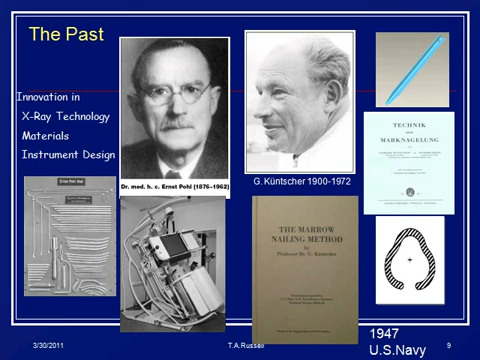 The Past
Innovation in
X-Ray Technology
Materials
Instrument Design
Dr. med. h. c. Ernst Pohl (1876–1962)
G. Küntscher 1900-1972
TECHNIK
DER
MARKNAGELUNG
THE MARROW
NAILING METHOD
by
Professor Dr. G. Küntscher
1947
U.S.Navy
3/30/2011
T.A.Russell
9